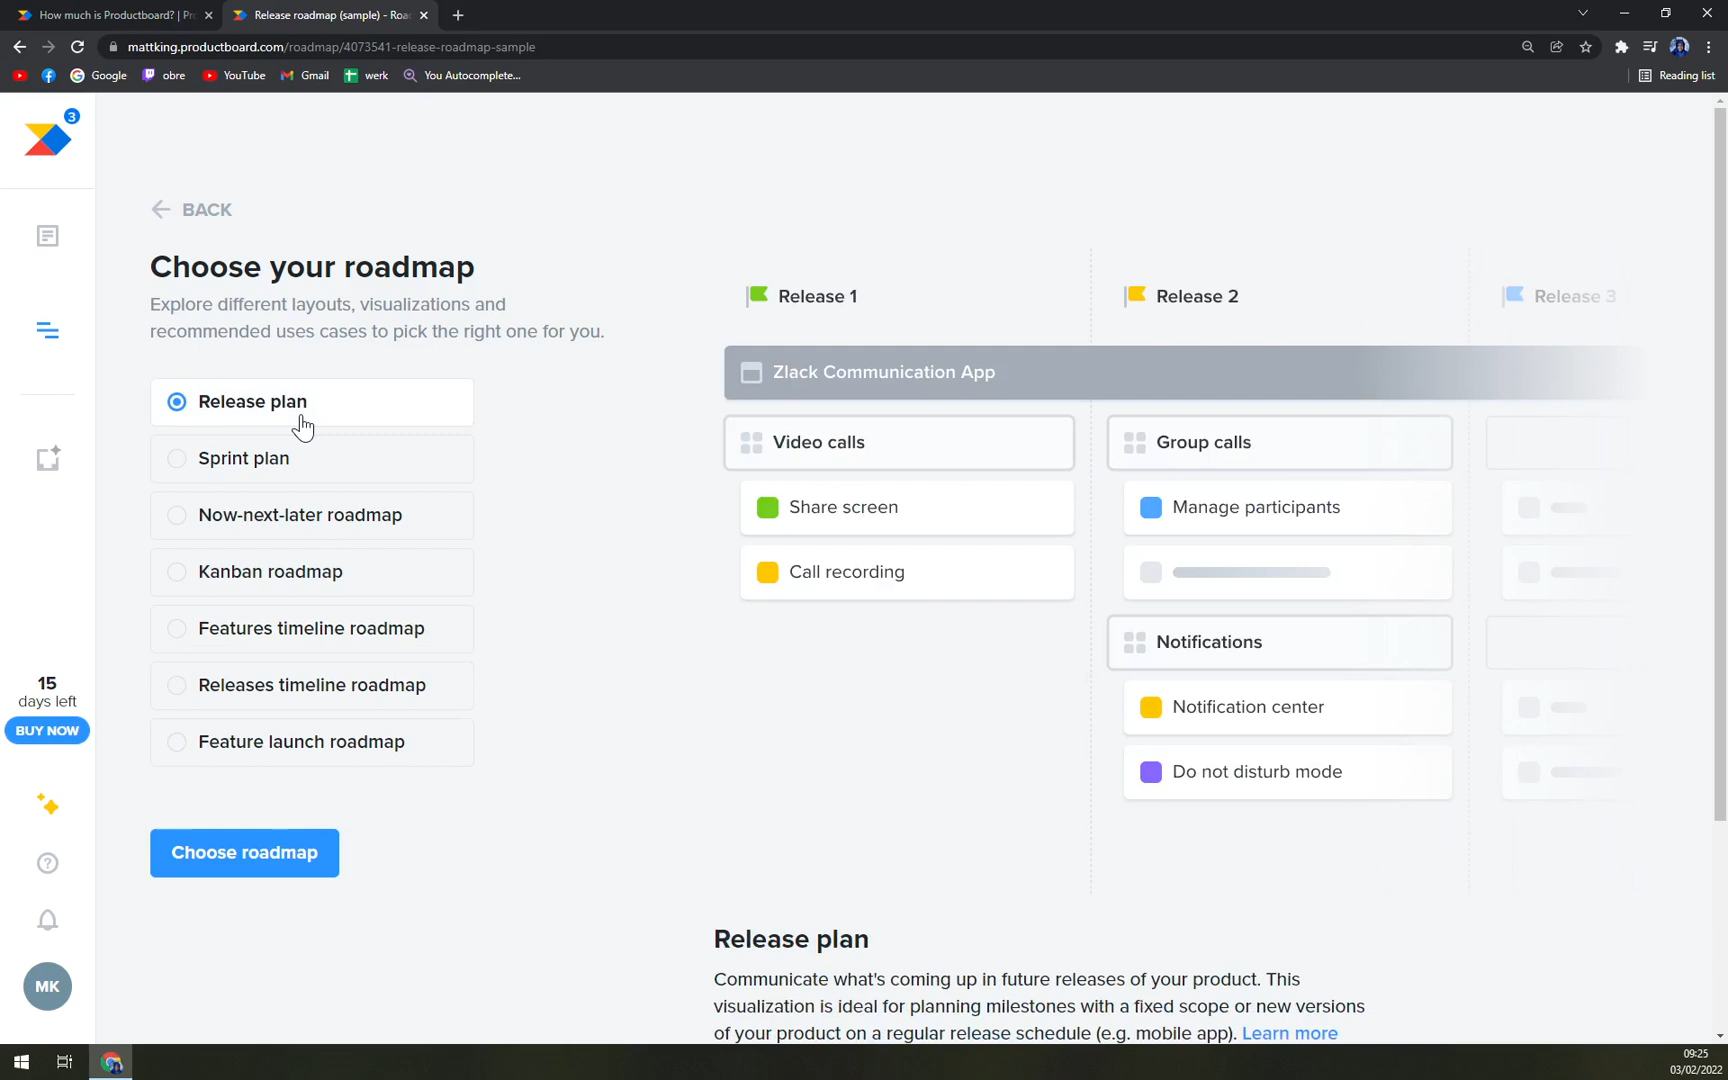 How much is Productboard? | Pr
Release roadmap (sample) - Roa
mattking.productboard.com/roadmap/4073541-release-roadmap-sample
Google
obre
YouTube
Gmail
werk
You Autocomplete...
Reading list
3
BACK
Choose your roadmap
Explore different layouts, visualizations and
recommended uses cases to pick the right one for you.
Release plan
Sprint plan
Now-next-later roadmap
Kanban roadmap
Features timeline roadmap
Releases timeline roadmap
Feature launch roadmap
Choose roadmap
15
days left
BUY NOW
MK
Release 1
Release 2
Release 3
Zlack Communication App
Video calls
Group calls
Share screen
Manage participants
Call recording
Notifications
Notification center
Do not disturb mode
Release plan
Communicate what's coming up in future releases of your product. This
visualization is ideal for planning milestones with a fixed scope or new versions
of your product on a regular release schedule (e.g. mobile app). Learn more
09:25
03/02/2022